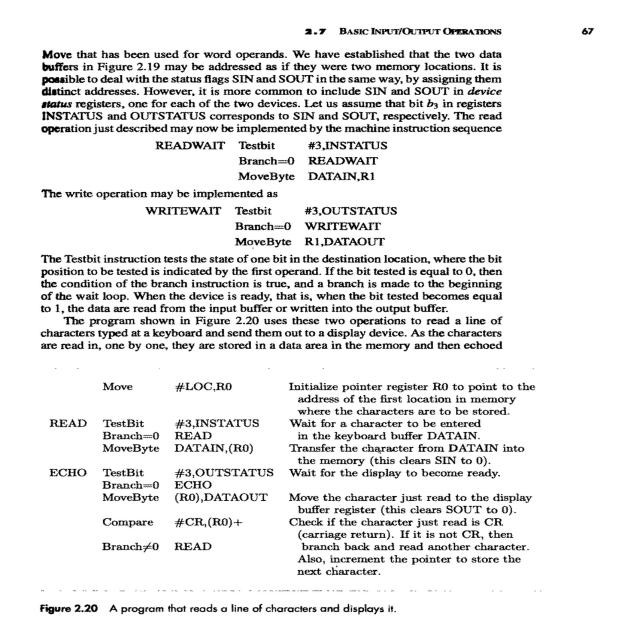 2.7 BASIC INPUT/OUTPUT OPERATIONS 67
Move that has been used for word operands. We have established that the two data
buffers in Figure 2.19 may be addressed as if they were two memory locations. It is
possible to deal with the status flags SIN and SOUT in the same way, by assigning them
distinct addresses. However, it is more common to include SIN and SOUT in device
status registers, one for each of the two devices. Let us assume that bit b3 in registers
INSTATUS and OUTSTATUS corresponds to SIN and SOUT, respectively. The read
operation just described may now be implemented by the machine instruction sequence
READWAIT Testbit #3,INSTATUS
Branch=0 READWAIT
MoveByte DATAIN,R1
The write operation may be implemented as
WRITEWAIT Testbit #3,OUTSTATUS
Branch=0 WRITEWAIT
MoveByte R1,DATAOUT
The Testbit instruction tests the state of one bit in the destination location, where the bit
position to be tested is indicated by the first operand. If the bit tested is equal to 0, then
the condition of the branch instruction is true, and a branch is made to the beginning
of the wait loop. When the device is ready, that is, when the bit tested becomes equal
to 1, the data are read from the input buffer or written into the output buffer.
The program shown in Figure 2.20 uses these two operations to read a line of
characters typed at a keyboard and send them out to a display device. As the characters
are read in, one by one, they are stored in a data area in the memory and then echoed
Move #LOC,R0 Initialize pointer register R0 to point to the
address of the first location in memory
where the characters are to be stored.
READ TestBit #3,INSTATUS Wait for a character to be entered
Branch=0 READ in the keyboard buffer DATAIN.
MoveByte DATAIN,(R0) Transfer the character from DATAIN into
the memory (this clears SIN to 0).
ECHO TestBit #3,OUTSTATUS Wait for the display to become ready.
Branch=0 ECHO
MoveByte (R0),DATAOUT Move the character just read to the display
buffer register (this clears SOUT to 0).
Compare #CR,(R0)+ Check if the character just read is CR
(carriage return). If it is not CR, then
Branch≠0 READ branch back and read another character.
Also, increment the pointer to store the
next character.
Figure 2.20 A program that reads a line of characters and displays it.